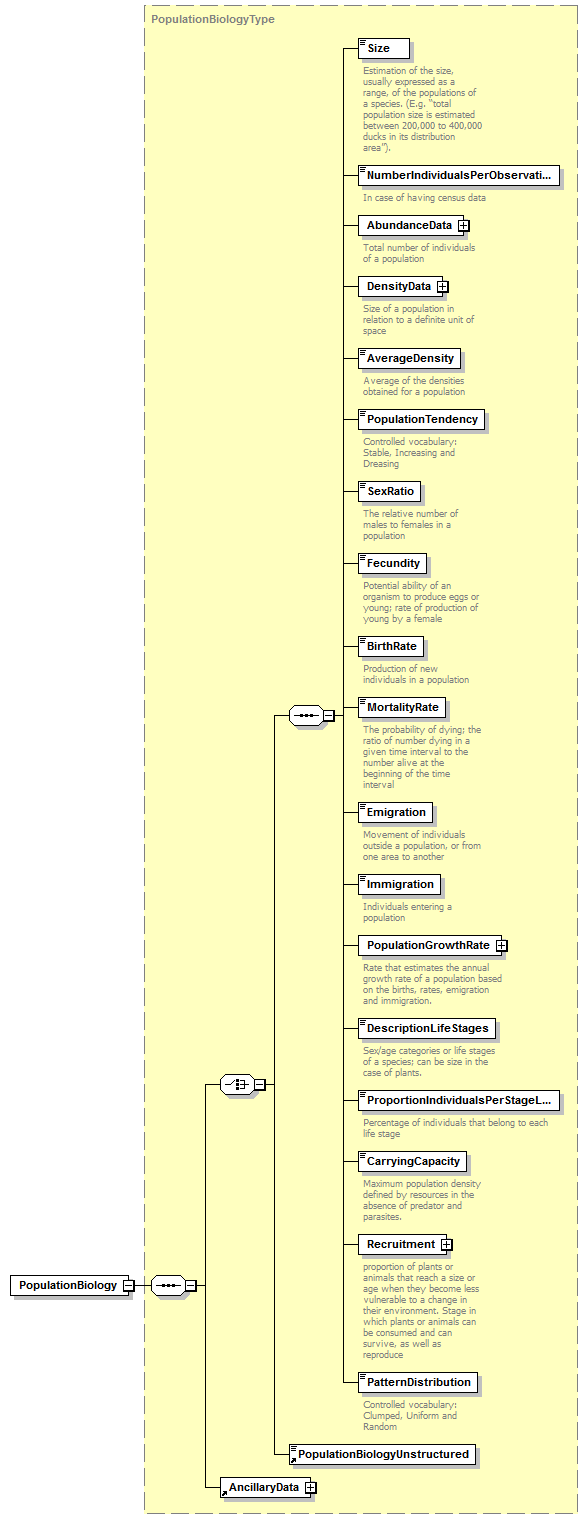 PopulationBiologyType
Size
Estimation of the size,
usually expressed as a
range, of the populations of
a species. (E.g. "total
population size is estimated
between 200,000 to 400,000
ducks in its distribution
area").
NumberIndividualsPerObservati...
In case of having census data
AbundanceData
Total number of individuals
of a population
DensityData
Size of a population in
relation to a definite unit of
space
AverageDensity
Average of the densities
obtained for a population
PopulationTendency
Controlled vocabulary:
Stable, Increasing and
Dreasing
SexRatio
The relative number of
males to females in a
population
Fecundity
Potential ability of an
organism to produce eggs or
young; rate of production of
young by a female
BirthRate
Production of new
individuals in a population
MortalityRate
The probability of dying; the
ratio of number dying in a
given time interval to the
number alive at the
beginning of the time
interval
Emigration
Movement of individuals
outside a population, or from
one area to another
Immigration
Individuals entering a
population
PopulationGrowthRate
Rate that estimates the annual
growth rate of a population based
on the births, rates, emigration
and immigration.
DescriptionLifeStages
Sex/age categories or life stages
of a species; can be size in the
case of plants.
ProportionIndividualsPerStageL...
Percentage of individuals that belong to each
life stage
CarryingCapacity
Maximum population density
defined by resources in the
absence of predator and
parasites.
Recruitment
proportion of plants or
animals that reach a size or
age when they become less
vulnerable to a change in
their environment. Stage in
which plants or animals can
be consumed and can
survive, as well as
reproduce
PopulationBiology
PatternDistribution
Controlled vocabulary:
Clumped, Uniform and
Random
PopulationBiologyUnstructured
AncillaryData